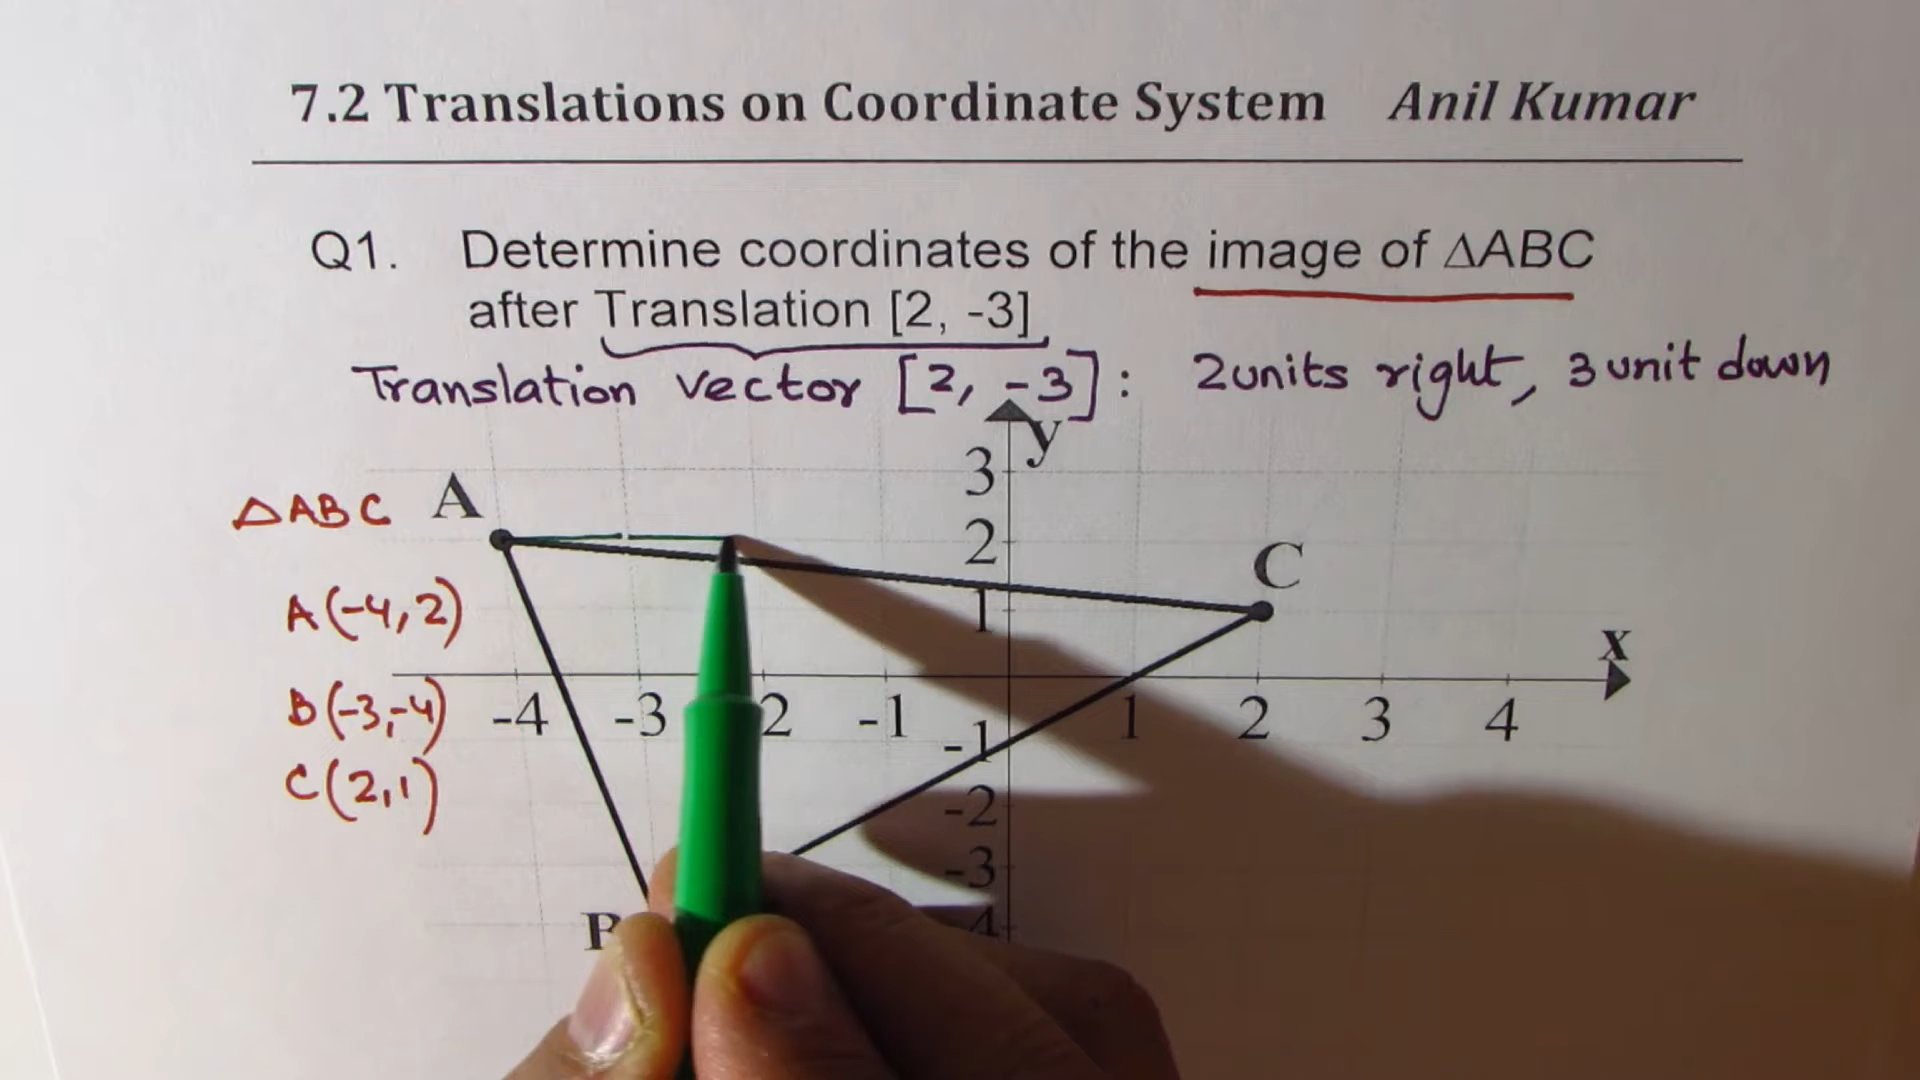 7.2 Translations on Coordinate System Anil Kumar
Q1. Determine coordinates of the image of ΔABC
after Translation [2, -3]
Translation vector [2, -3] : 2units right, 3 unit down
y
3
ΔABC A
2
C
A(-4,2)
1
x
B(-3,-4)
-4 -3 2 -1 1 2 3 4
-1
C(2,1)
-2
-3
B
4